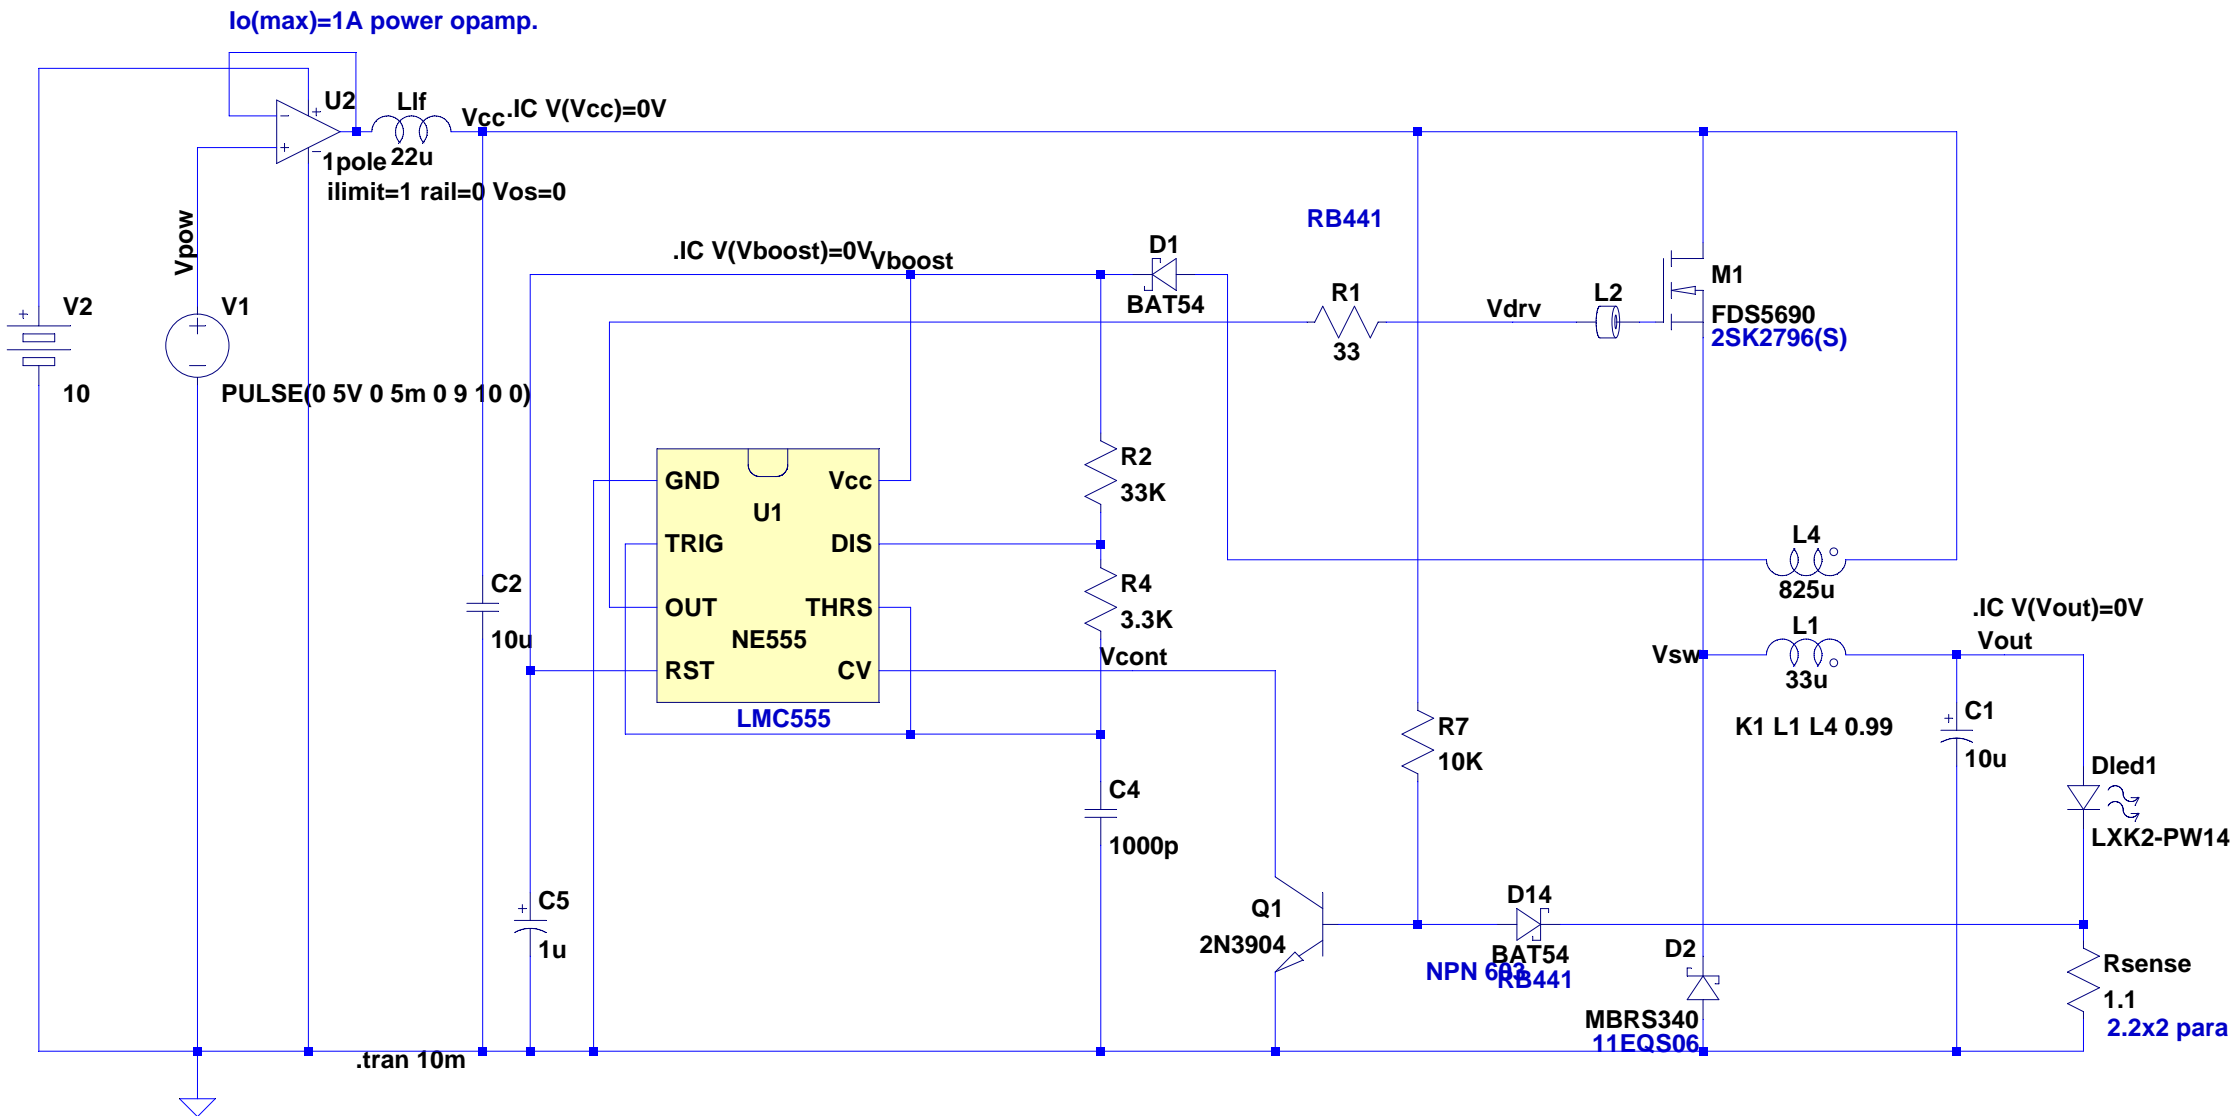 Io(max)=1A power opamp.
U2
Llf
Vcc
.IC V(Vcc)=0V
1pole
22u
ilimit=1 rail=0 Vos=0
Vpow
RB441
.IC V(Vboost)=0V
Vboost
D1
BAT54
R1
33
Vdrv
L2
M1
FDS5690
2SK2796(S)
V2
10
V1
PULSE(0 5V 0 5m 0 9 10 0)
GND
Vcc
U1
TRIG
DIS
OUT
THRS
NE555
RST
CV
LMC555
R2
33K
R4
3.3K
Vcont
L4
825u
.IC V(Vout)=0V
L1
Vsw
Vout
33u
K1 L1 L4 0.99
C2
10u
C1
10u
R7
10K
Dled1
LXK2-PW14
C4
1000p
C5
1u
Q1
2N3904
D14
BAT54
NPN 603
RB441
D2
MBRS340
11EQS06
Rsense
1.1
2.2x2 para
.tran 10m